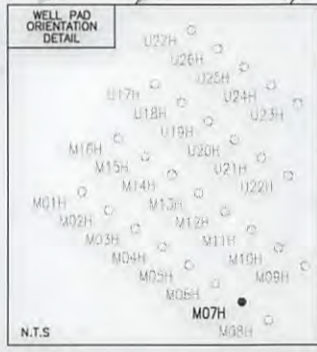 WELL PAD
ORIENTATION
DETAIL
U27H
U26H
U25H
U24H
U23H
U17H
U18H
U19H
U20H
U21H
U22H
M16H
M15H
M14H
M13H
M12H
M11H
M10H
M09H
M01H
M02H
M03H
M04H
M05H
M06H
M07H
M08H
N.T.S